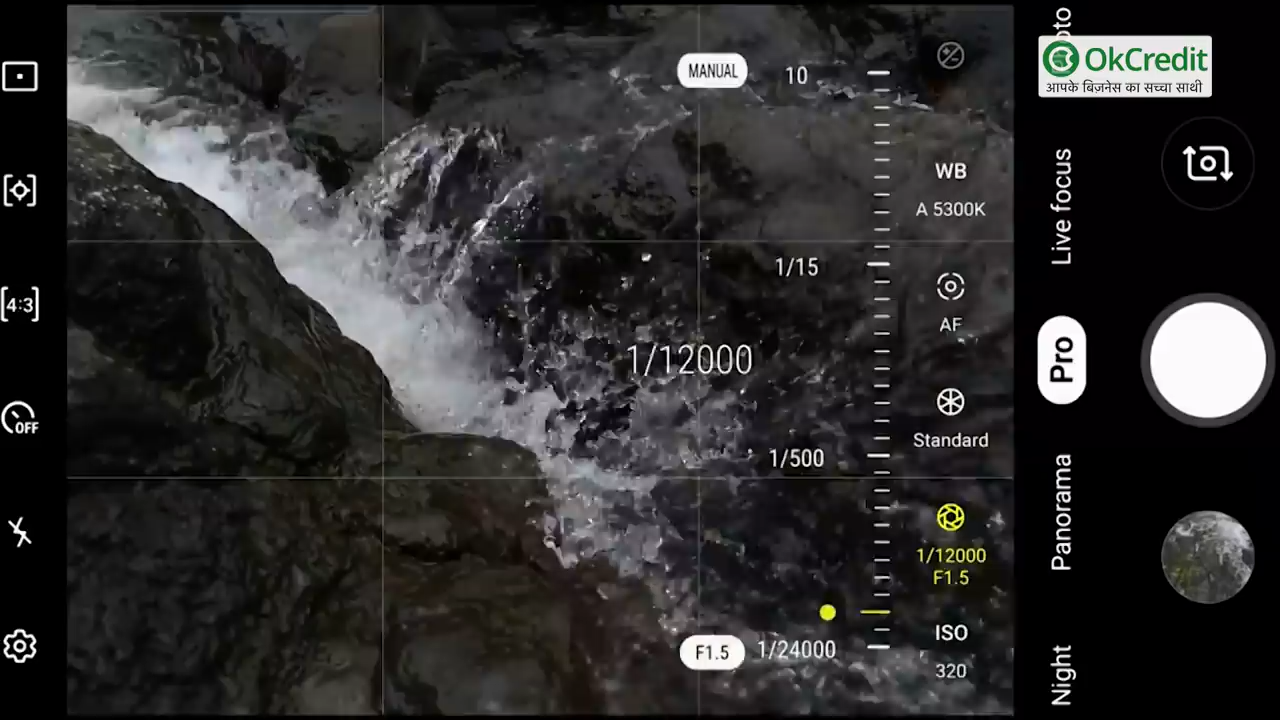 MANUAL
10
1/15
1/12000
1/500
1/24000
F1.5
WB
A 5300K
AF
Standard
1/12000
F1.5
ISO
320
4:3
OFF
oto
Live focus
Pro
Panorama
Night
OkCredit
आपके बिज़नेस का सच्चा साथी